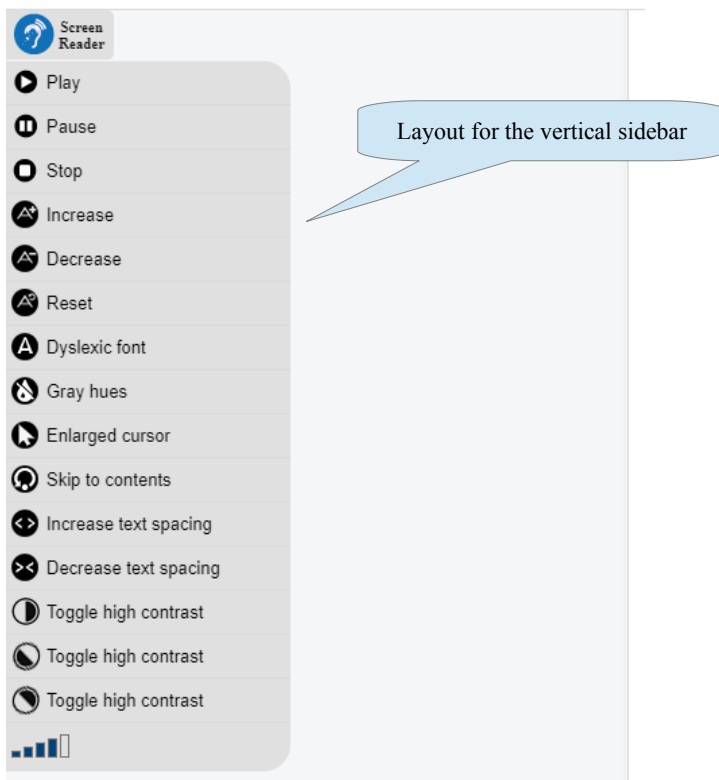 Screen
Reader
Play
Pause
Layout for the vertical sidebar
Stop
Increase
Decrease
Reset
Dyslexic font
Gray hues
Enlarged cursor
Skip to contents
Increase text spacing
Decrease text spacing
Toggle high contrast
Toggle high contrast
Toggle high contrast